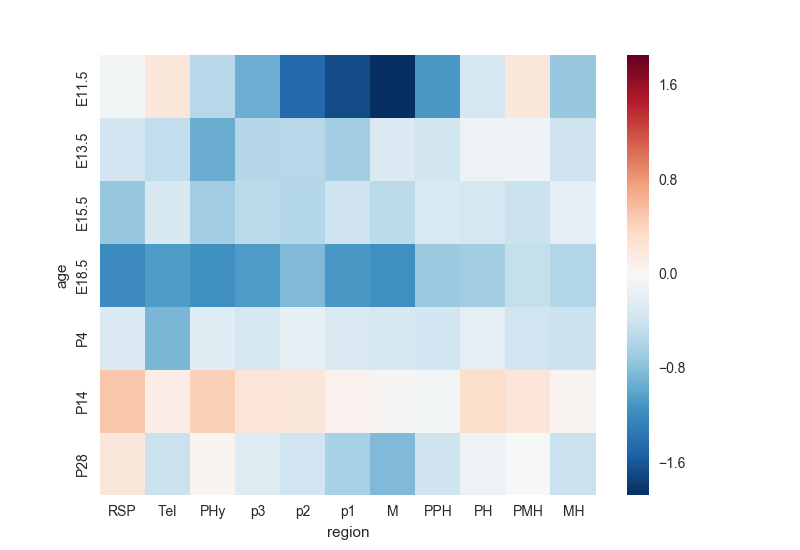 age
E11.5
E13.5
E15.5
E18.5
P4
P14
P28
RSP Tel PHy p3 p2 p1 M PPH PH PMH MH
region
1.6
0.8
0.0
−0.8
−1.6